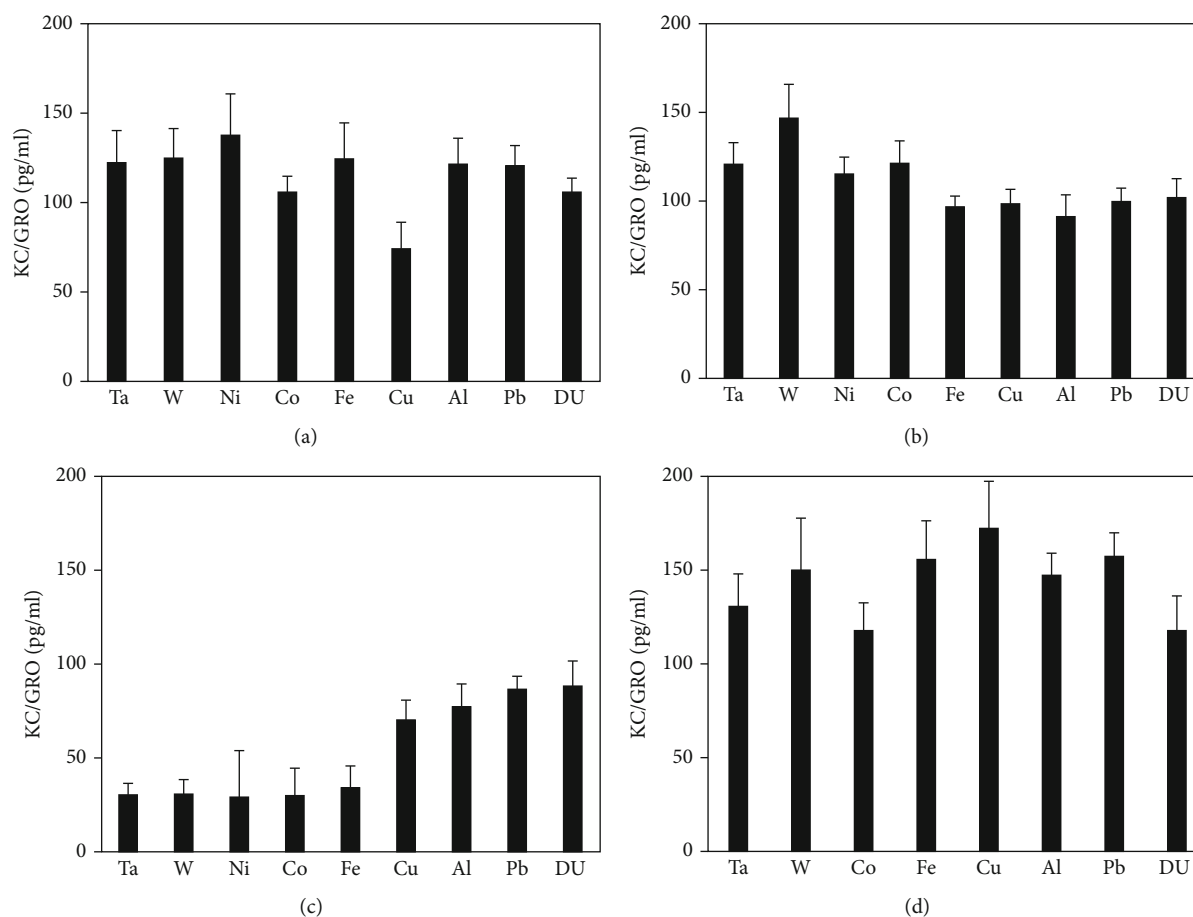 200
150
100
50
0
KC/GRO (pg/ml)
Ta W Ni Co Fe Cu Al Pb DU
(a)
200
150
100
50
0
KC/GRO (pg/ml)
Ta W Ni Co Fe Cu Al Pb DU
(b)
200
150
100
50
0
KC/GRO (pg/ml)
Ta W Ni Co Fe Cu Al Pb DU
(c)
200
150
100
50
0
KC/GRO (pg/ml)
Ta W Co Fe Cu Al Pb DU
(d)